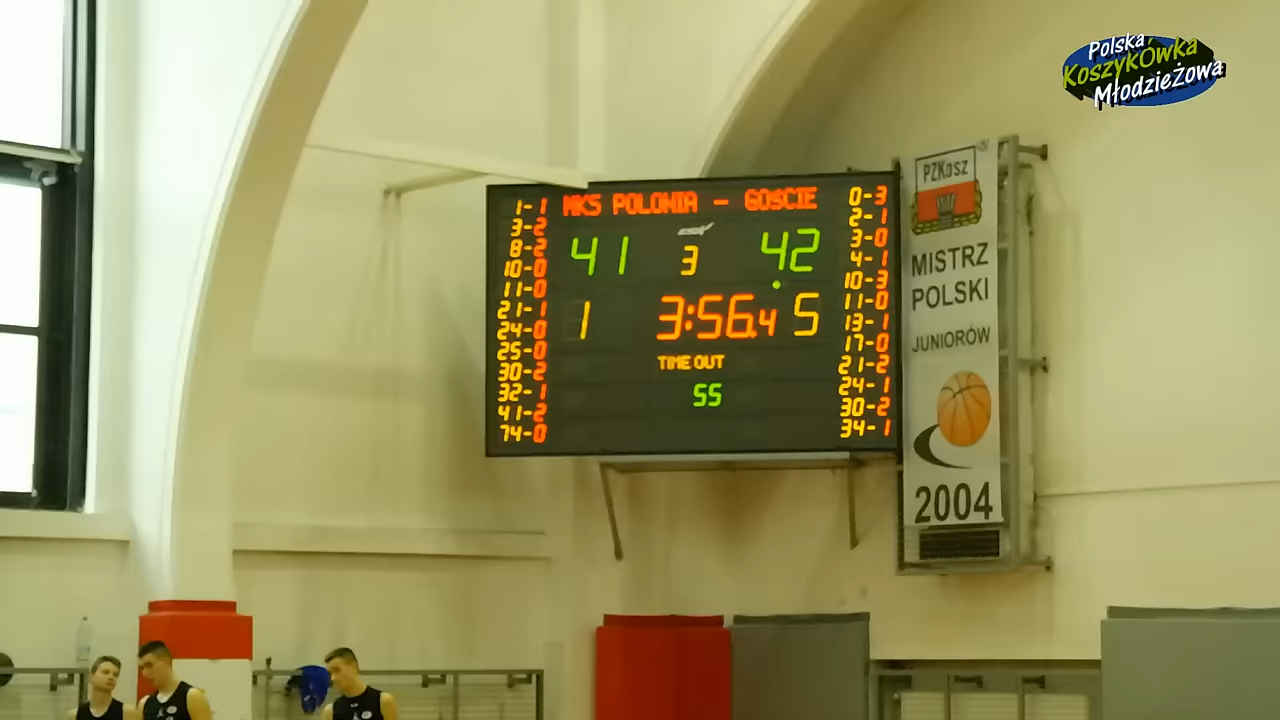 Polska
KoszykÓwka
MłodzieŻowa
MKS POLONIA - GOŚCIE
1-1
3-2
8-2
10-0
11-0
21-1
24-0
25-0
30-2
32-1
41-2
74-0
41 3 42
1 3:56.4 5
TIME OUT
55
0-3
2-1
3-0
4-1
10-3
11-0
13-1
17-0
21-2
24-1
30-2
34-1
PZKosz
MISTRZ
POLSKI
JUNIORÓW
2004